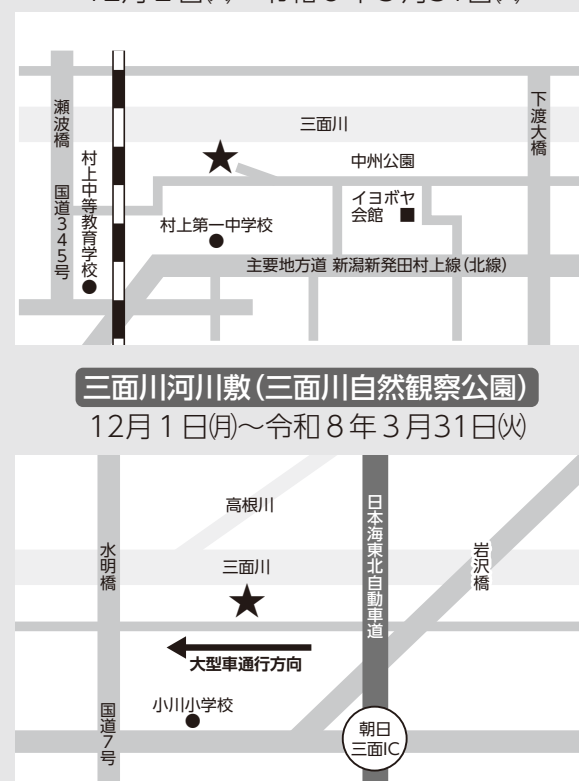 三面川
瀬波橋
国道345号
村上中等教育学校
下渡大橋
中州公園
イヨボヤ
会館
村上第一中学校
主要地方道 新潟新発田村上線(北線)
三面川河川敷(三面川自然観察公園)
12月1日㈪～令和8年3月31日㈫
高根川
水明橋
三面川
日本海東北自動車道
岩沢橋
大型車通行方向
小川小学校
国道7号
朝日
三面IC